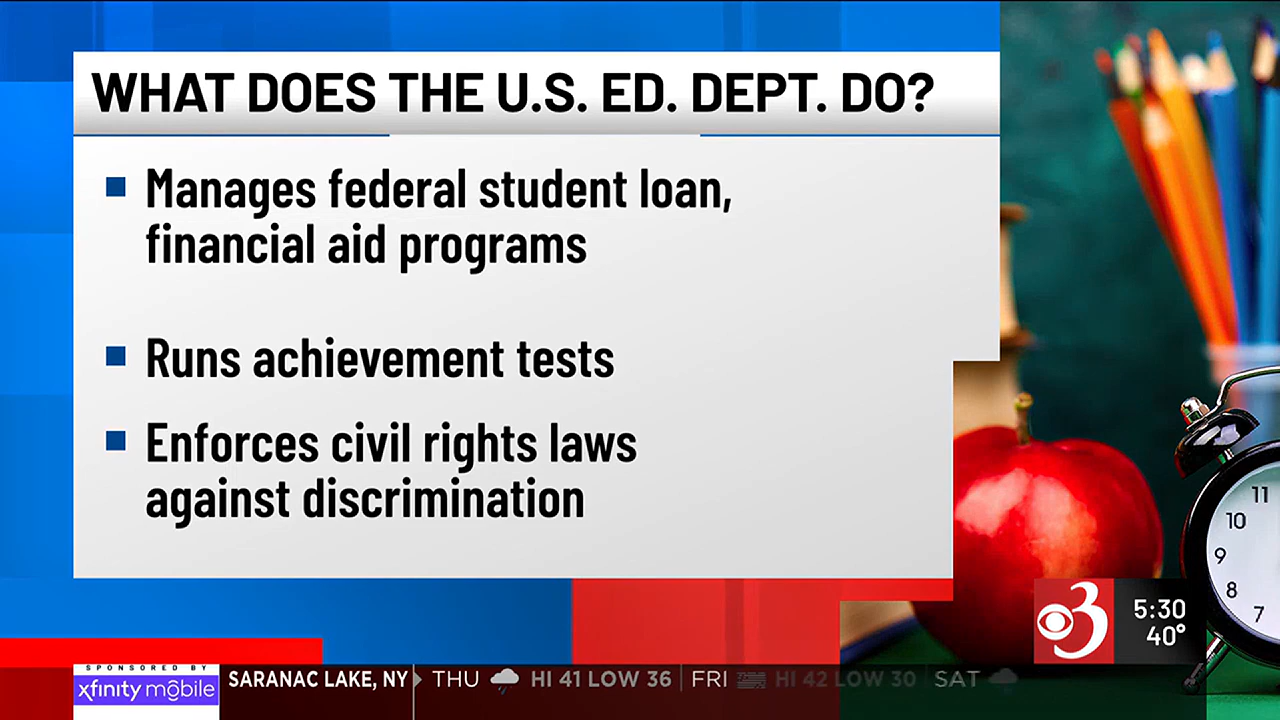 WHAT DOES THE U.S. ED. DEPT. DO?
Manages federal student loan,
financial aid programs
Runs achievement tests
Enforces civil rights laws
against discrimination
11
10
9
8
7
3
5:30
40°
SPONSORED BY
xfinity mobile
SARANAC LAKE, NY THU HI 41 LOW 36 FRI HI 42 LOW 30 SAT